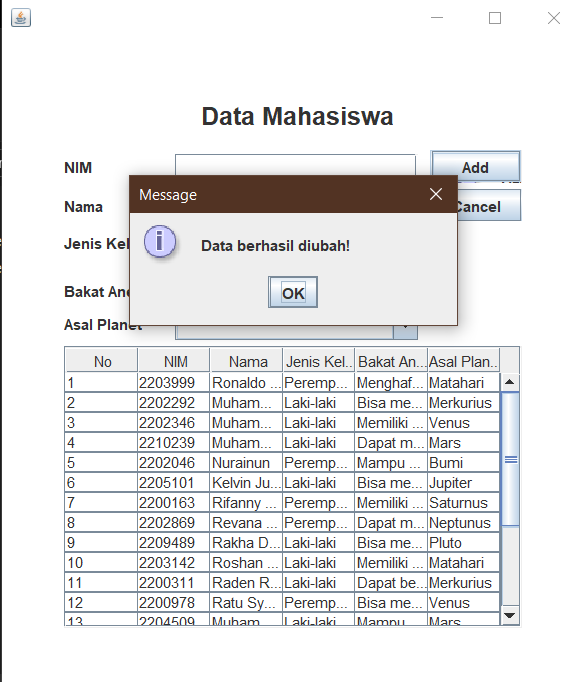 Data Mahasiswa
NIM
Add
Message
Nama
Cancel
Data berhasil diubah!
Jenis Kel
OK
Bakat An
Asal Planet
No NIM Nama Jenis Kel... Bakat An... Asal Plan...
1 2203999 Ronaldo ... Peremp... Menghaf... Matahari
2 2202292 Muham... Laki-laki Bisa me... Merkurius
3 2202346 Muham... Laki-laki Memiliki ... Venus
4 2210239 Muham... Laki-laki Dapat m... Mars
5 2202046 Nurainun Peremp... Mampu ... Bumi
6 2205101 Kelvin Ju... Laki-laki Bisa me... Jupiter
7 2200163 Rifanny ... Peremp... Memiliki ... Saturnus
8 2202869 Revana ... Peremp... Dapat m... Neptunus
9 2209489 Rakha D... Laki-laki Bisa me... Pluto
10 2203142 Roshan ... Laki-laki Memiliki ... Matahari
11 2200311 Raden R... Laki-laki Dapat be... Merkurius
12 2200978 Ratu Sy... Peremp... Bisa me... Venus
13 2204509 Muham... Laki-laki Mampu ... Mars